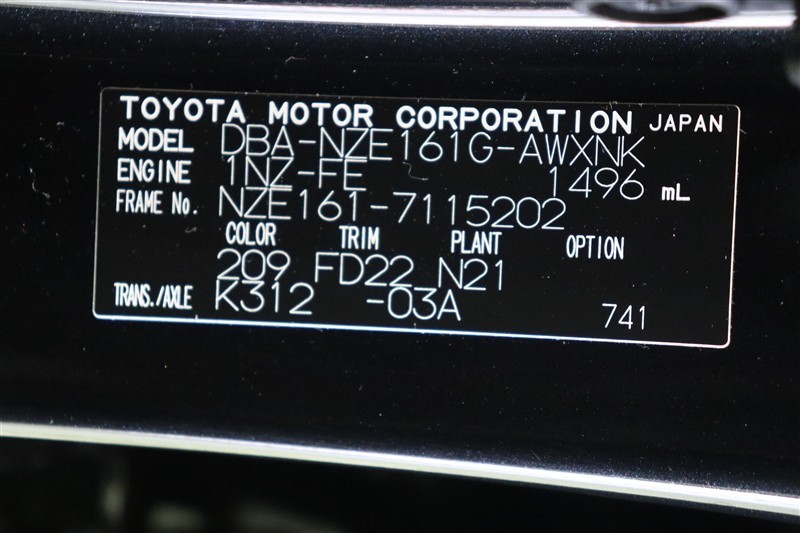 TOYOTA MOTOR CORPORATION JAPAN
MODEL DBA-NZE161G-AWXNK
ENGINE 1NZ-FE 1496 mL
FRAME No. NZE161-7115202
COLOR TRIM PLANT OPTION
209 FD22 N21
TRANS./AXLE K312 -03A 741